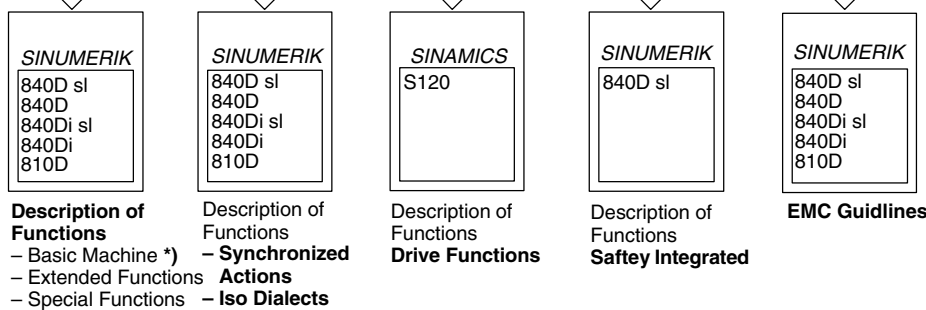 SINUMERIK
840D sl
840D
840Di sl
840Di
810D
Description of
Functions
– Basic Machine *)
– Extended Functions
– Special Functions
SINUMERIK
840D sl
840D
840Di sl
840Di
810D
Description of
Functions
– Synchronized
Actions
– Iso Dialects
SINAMICS
S120
Description of
Functions
Drive Functions
SINUMERIK
840D sl
Description of
Functions
Saftey Integrated
SINUMERIK
840D sl
840D
840Di sl
840Di
810D
EMC Guidlines